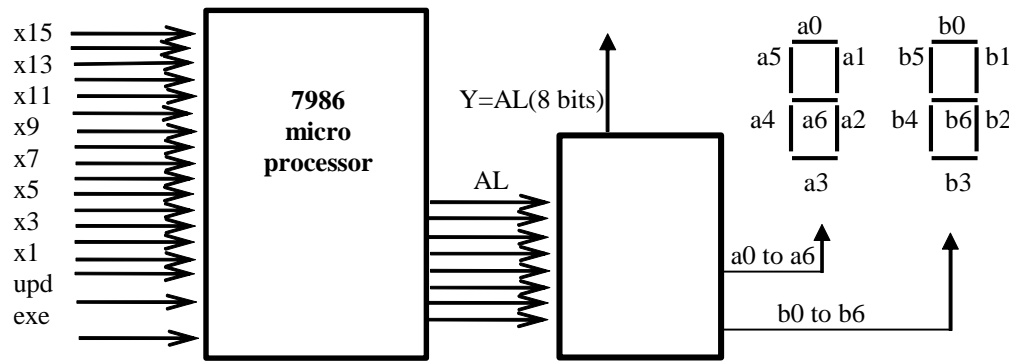 x15
x13
x11
x9
x7
x5
x3
x1
upd
exe
7986
micro
processor
AL
Y=AL(8 bits)
a0
a5 a1
a4 a6 a2
a3
b0
b5 b1
b4 b6 b2
b3
a0 to a6
b0 to b6